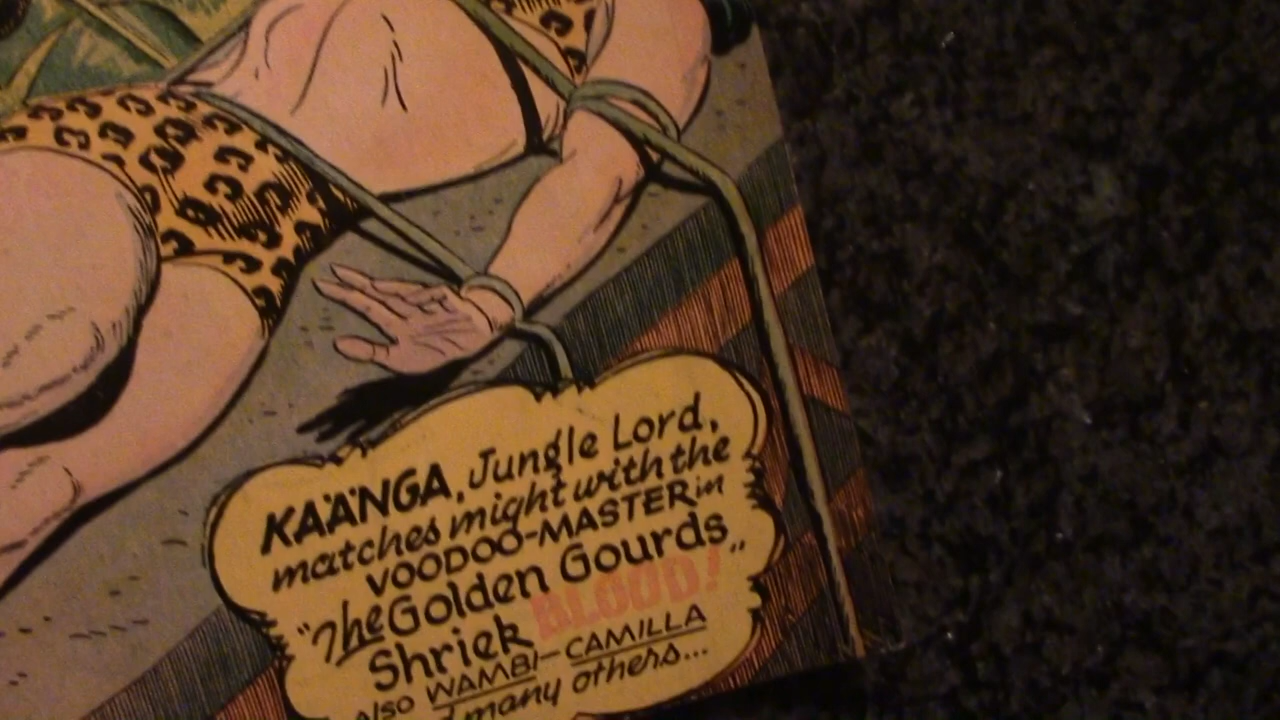 KAÄNGA, Jungle Lord,
matches might with the
VOODOO-MASTER in
"The Golden Gourds..
Shriek BLOOD!
also WAMBI-CAMILLA
many others...